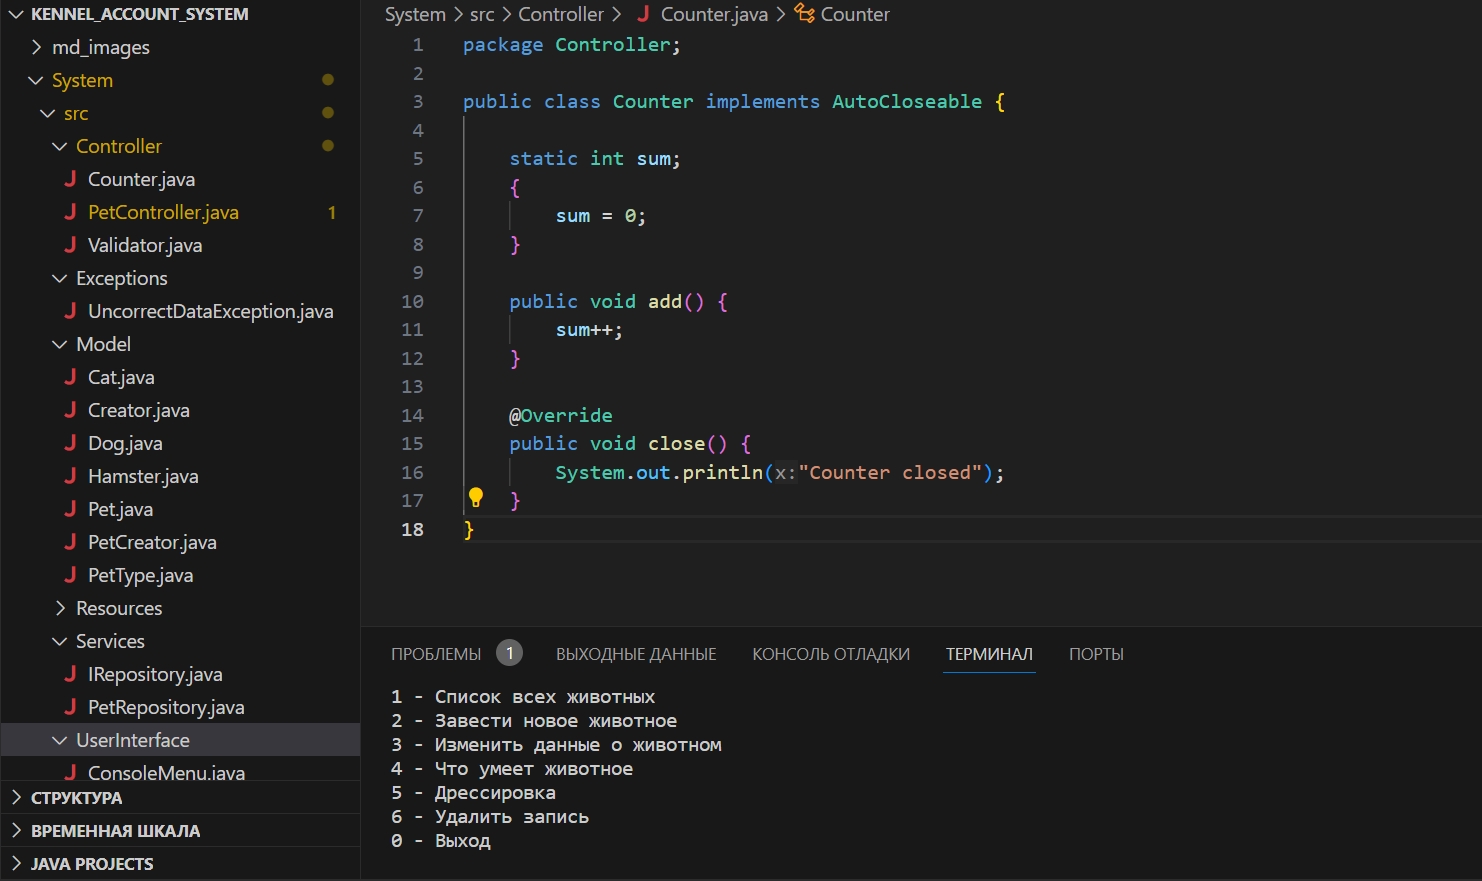 KENNEL_ACCOUNT_SYSTEM
md_images
System
src
Controller
Counter.java
PetController.java 1
Validator.java
Exceptions
UncorrectDataException.java
Model
Cat.java
Creator.java
Dog.java
Hamster.java
Pet.java
PetCreator.java
PetType.java
Resources
Services
IRepository.java
PetRepository.java
UserInterface
ConsoleMenu.java
СТРУКТУРА
ВРЕМЕННАЯ ШКАЛА
JAVA PROJECTS
System > src > Controller > J Counter.java > Counter
1 package Controller;
2
3 public class Counter implements AutoCloseable {
4
5 static int sum;
6 {
7 sum = 0;
8 }
9
10 public void add() {
11 sum++;
12 }
13
14 @Override
15 public void close() {
16 System.out.println(x:"Counter closed");
17 }
18 }
ПРОБЛЕМЫ 1 ВЫХОДНЫЕ ДАННЫЕ КОНСОЛЬ ОТЛАДКИ ТЕРМИНАЛ ПОРТЫ
1 - Список всех животных
2 - Завести новое животное
3 - Изменить данные о животном
4 - Что умеет животное
5 - Дрессировка
6 - Удалить запись
0 - Выход